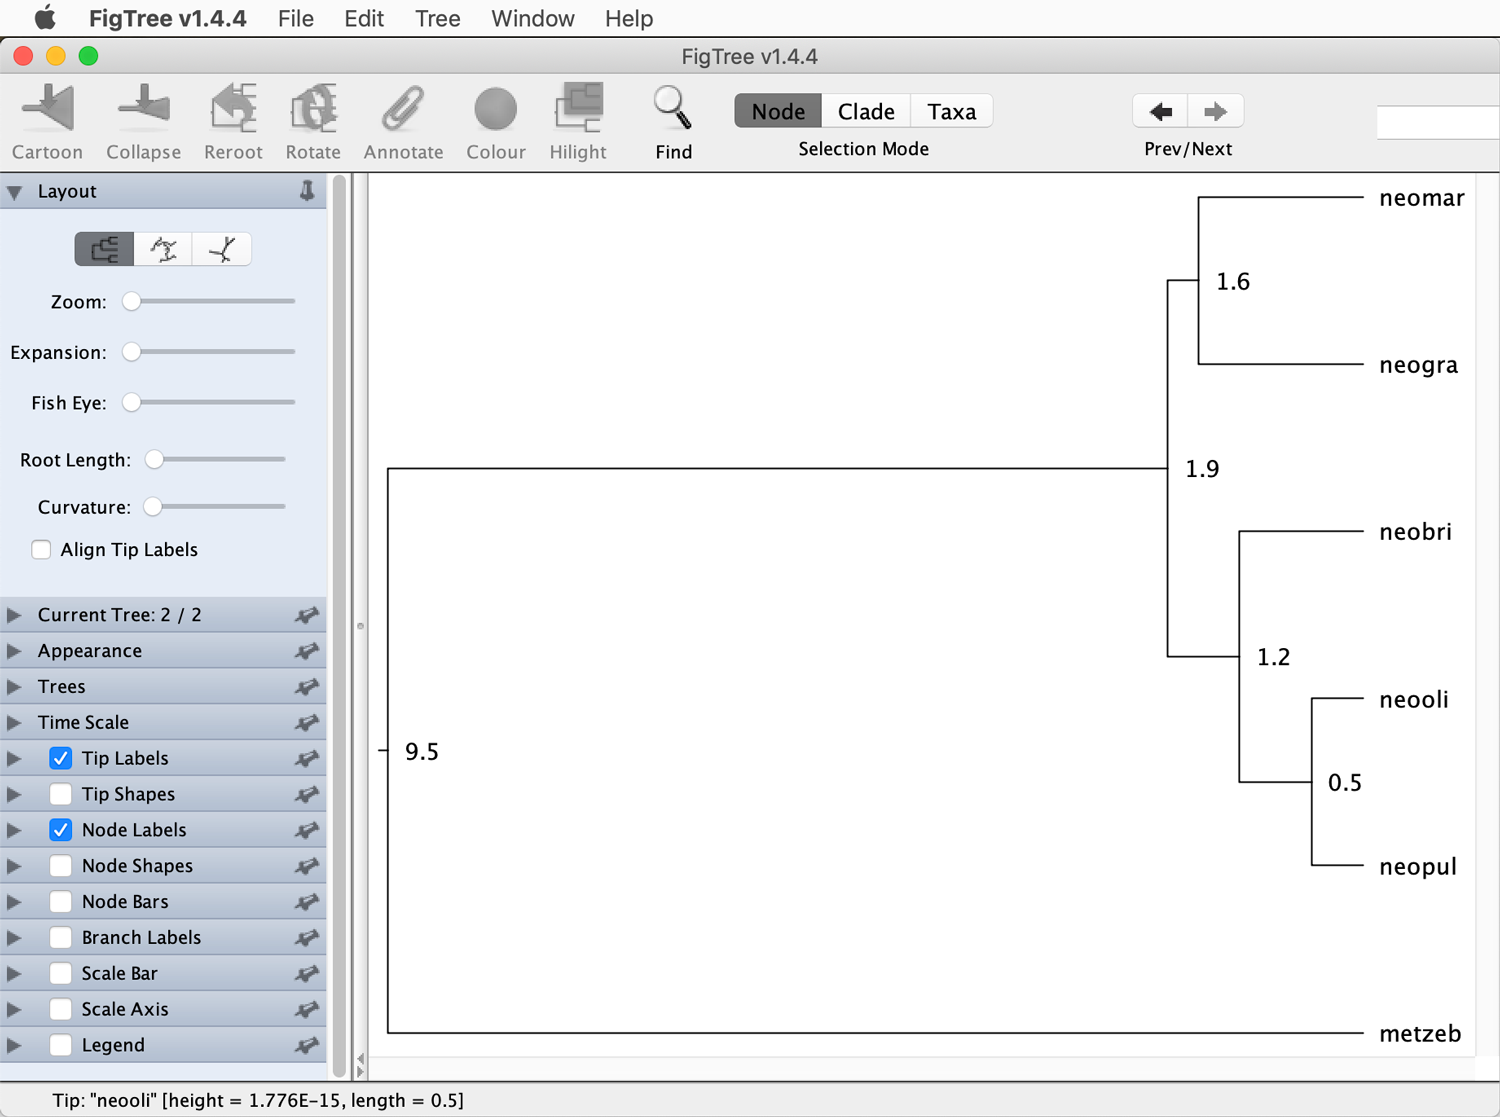 FigTree v1.4.4 File Edit Tree Window Help
FigTree v1.4.4
Cartoon Collapse Reroot Rotate Annotate Colour Hilight Find
Node Clade Taxa
Selection Mode
Prev/Next
Layout
Zoom:
Expansion:
Fish Eye:
Root Length:
Curvature:
Align Tip Labels
Current Tree: 2 / 2
Appearance
Trees
Time Scale
Tip Labels
Tip Shapes
Node Labels
Node Shapes
Node Bars
Branch Labels
Scale Bar
Scale Axis
Legend
neomar
1.6
neogra
1.9
neobri
1.2
neooli
9.5
0.5
neopul
metzeb
Tip: "neooli" [height = 1.776E-15, length = 0.5]